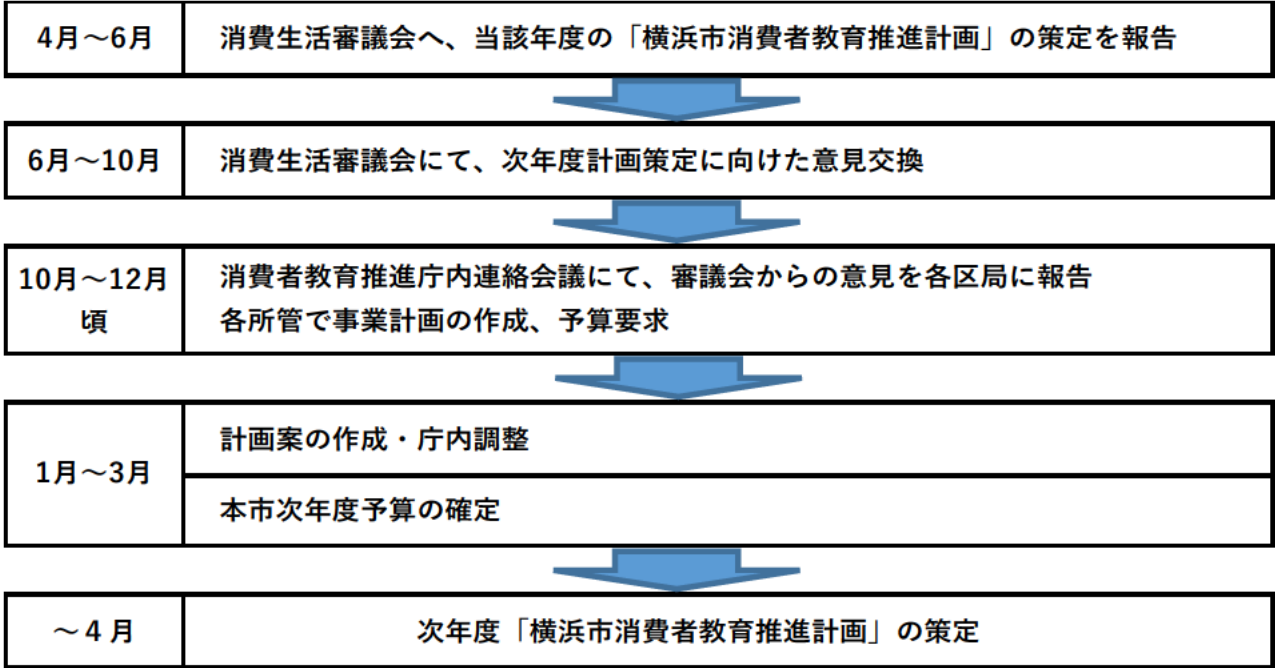 4月～6月
消費生活審議会へ、当該年度の「横浜市消費者教育推進計画」の策定を報告
6月～10月
消費生活審議会にて、次年度計画策定に向けた意見交換
10月～12月
頃
消費者教育推進庁内連絡会議にて、審議会からの意見を各区局に報告
各所管で事業計画の作成、予算要求
1月～3月
計画案の作成・庁内調整
本市次年度予算の確定
～４月
次年度「横浜市消費者教育推進計画」の策定